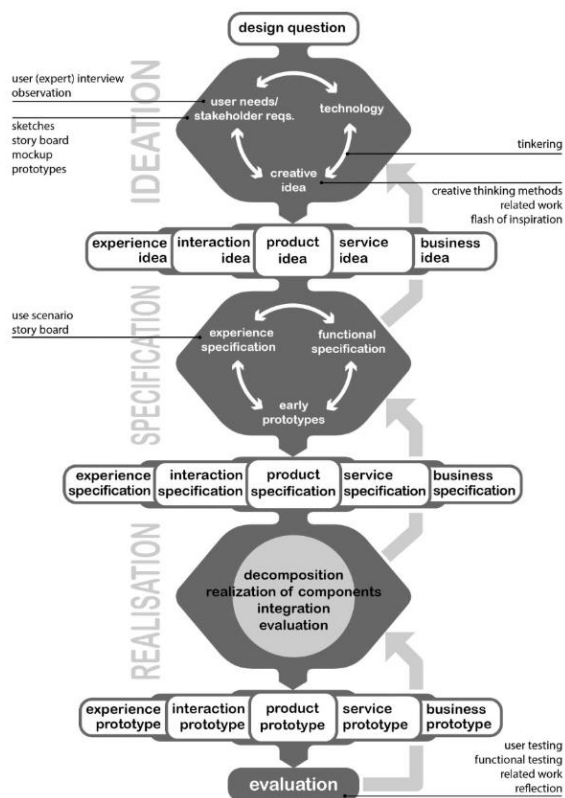 design question
IDEATION
user (expert) interview
observation
sketches
story board
mockup
prototypes
user needs/
stakeholder reqs.
technology
creative
idea
tinkering
creative thinking methods
related work
flash of inspiration
experience
idea
interaction
idea
product
idea
service
idea
business
idea
SPECIFICATION
use scenario
story board
experience
specification
functional
specification
early
prototypes
experience
specification
interaction
specification
product
specification
service
specification
business
specification
REALISATION
decomposition
realization of components
integration
evaluation
experience
prototype
interaction
prototype
product
prototype
service
prototype
business
prototype
evaluation
user testing
functional testing
related work
reflection